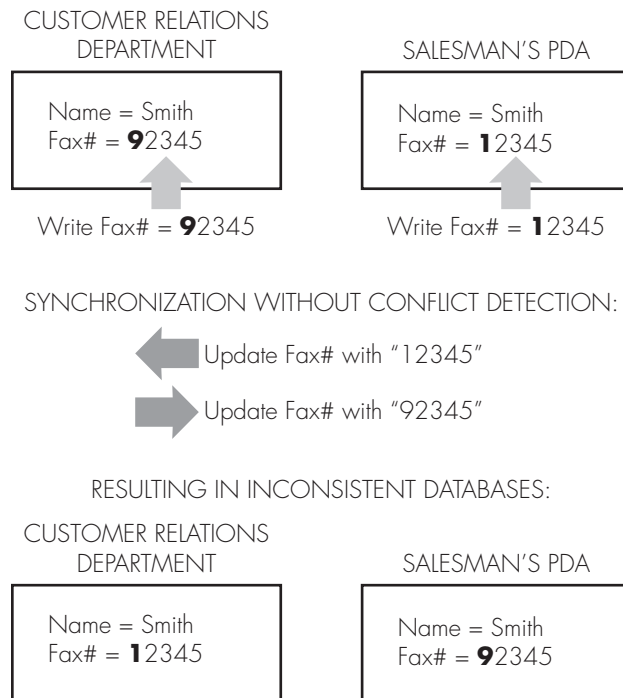 CUSTOMER RELATIONS
DEPARTMENT
Name = Smith
Fax# = 92345
Write Fax# = 92345
SALESMAN'S PDA
Name = Smith
Fax# = 12345
Write Fax# = 12345
SYNCHRONIZATION WITHOUT CONFLICT DETECTION:
Update Fax# with “12345”
Update Fax# with “92345”
RESULTING IN INCONSISTENT DATABASES:
CUSTOMER RELATIONS
DEPARTMENT
Name = Smith
Fax# = 12345
SALESMAN'S PDA
Name = Smith
Fax# = 92345